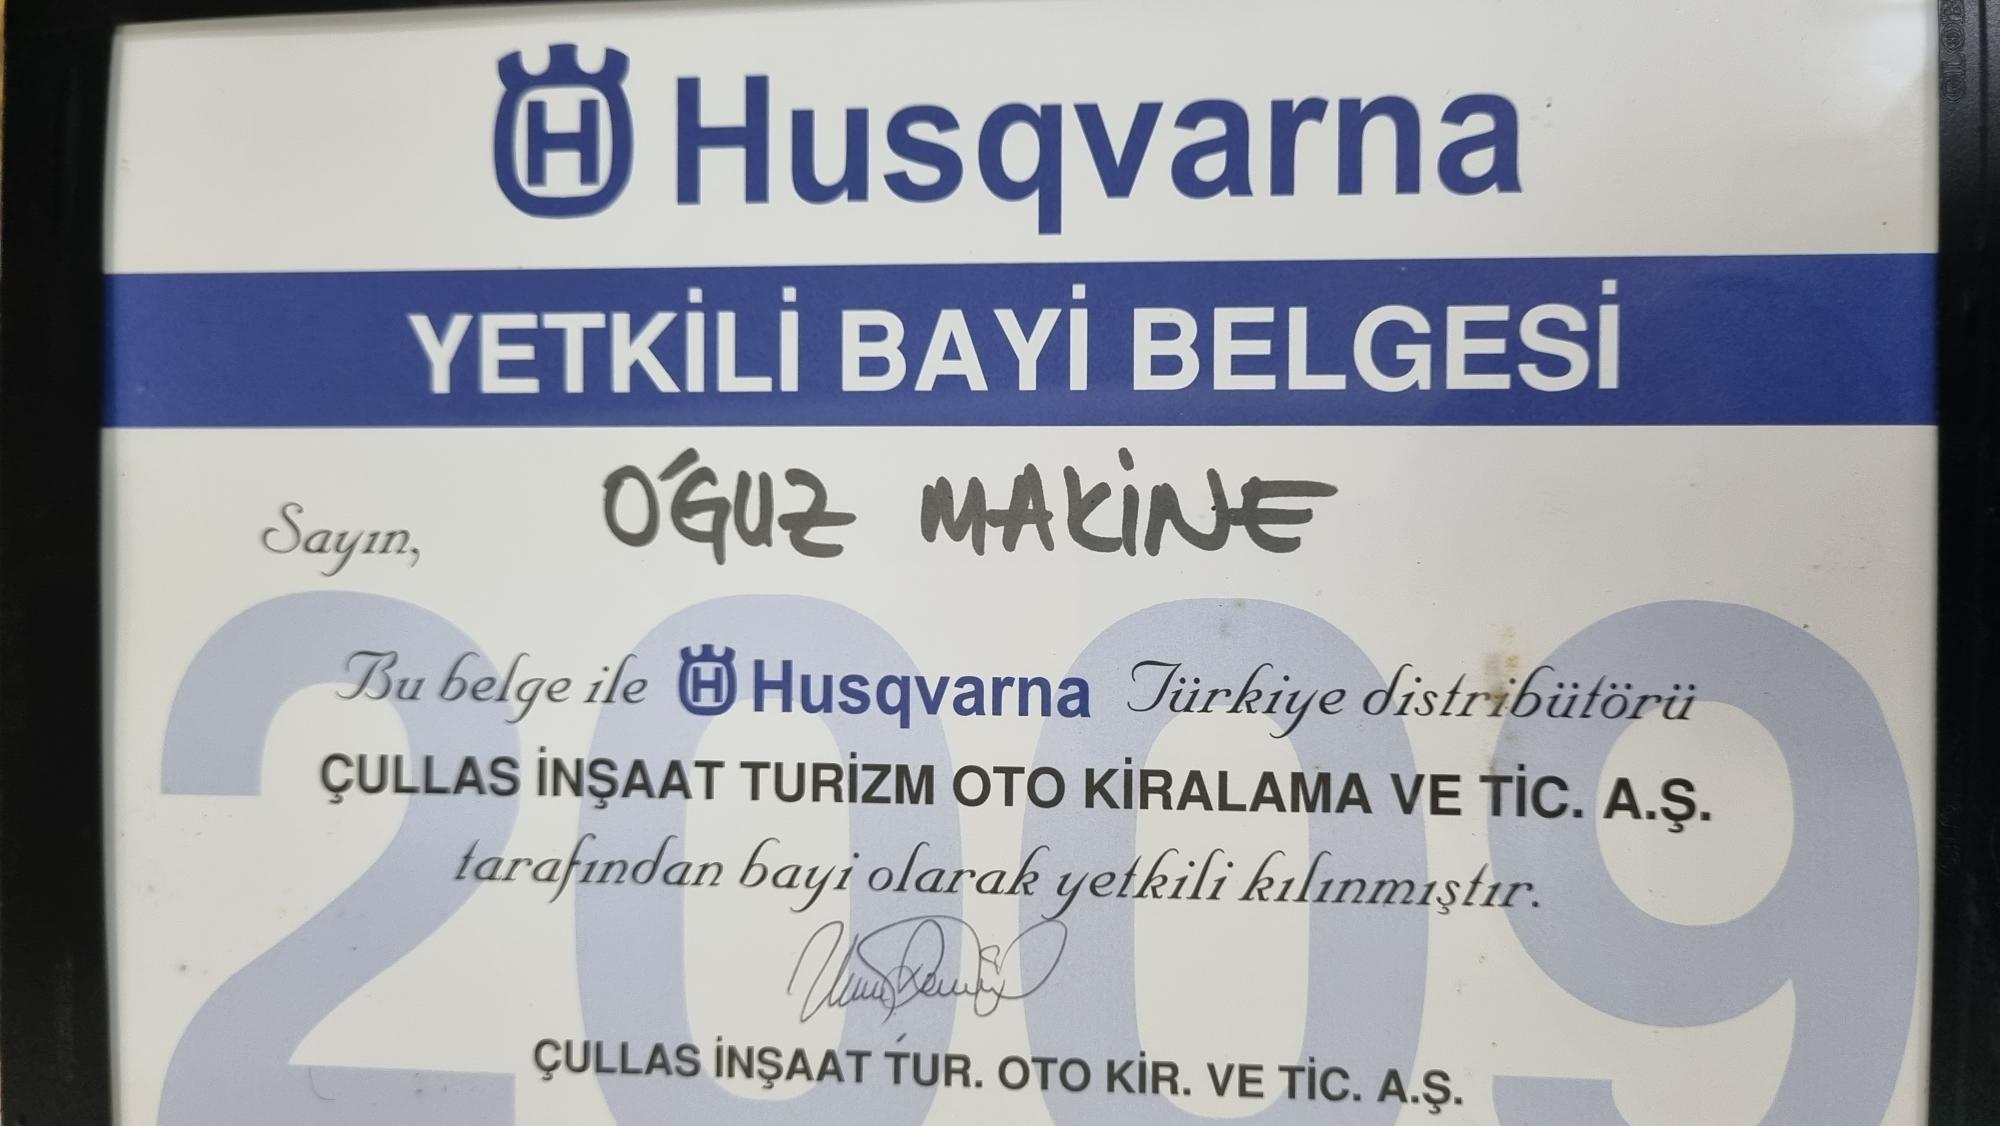 Husqvarna
YETKİLİ BAYİ BELGESİ
Sayın, OĞUZ MAKİNE
2009
Bu belge ile Husqvarna Türkiye distribütörü
ÇULLAS İNŞAAT TURİZM OTO KİRALAMA VE TİC. A.Ş.
tarafından bayi olarak yetkili kılınmıştır.
ÇULLAS İNŞAAT TUR. OTO KİR. VE TİC. A.Ş.